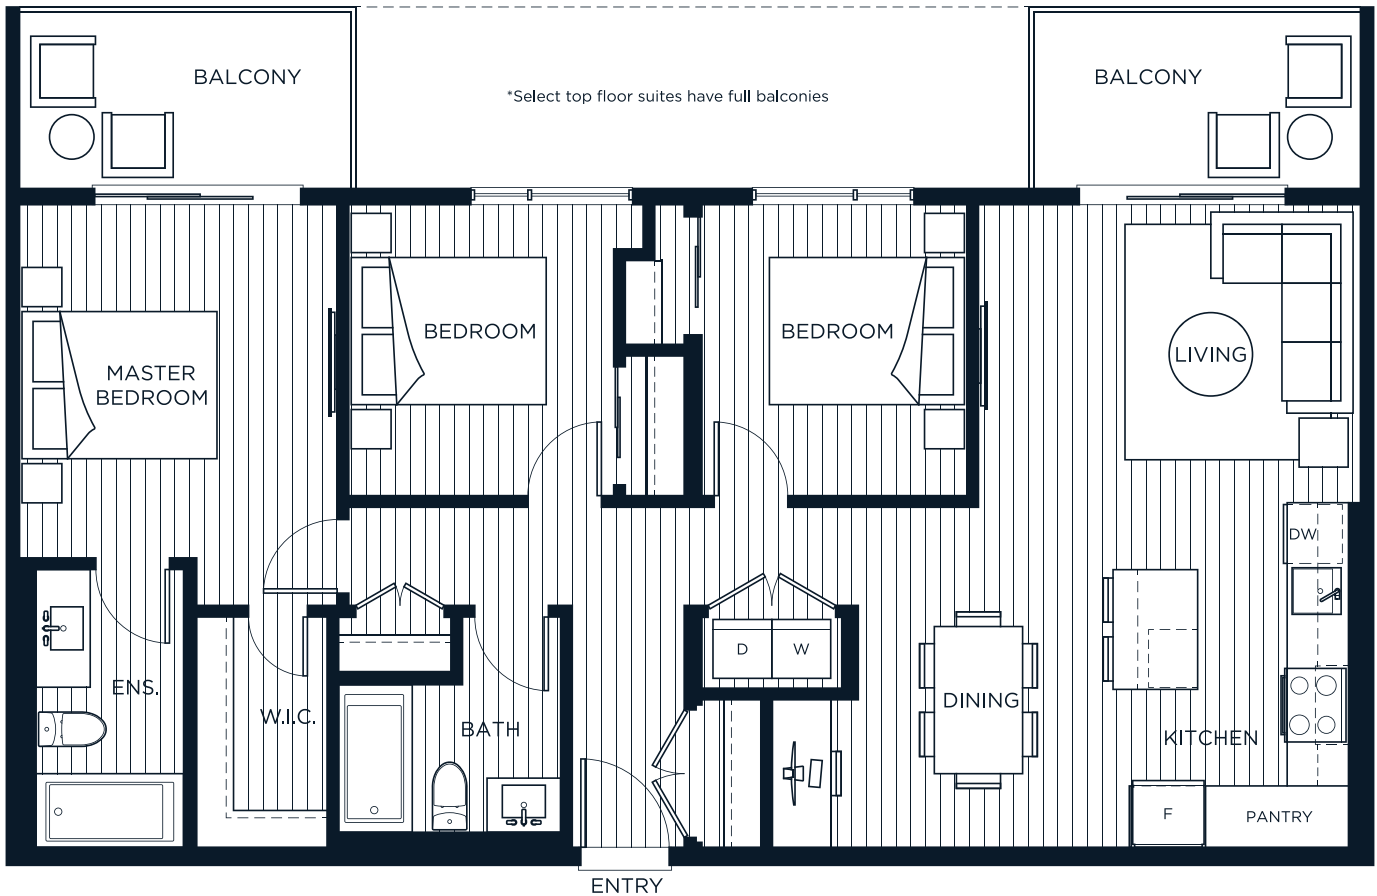 BALCONY
BALCONY
*Select top floor suites have full balconies
MASTER
BEDROOM
BEDROOM
BEDROOM
LIVING
DW
D
W
ENS.
W.I.C.
BATH
DINING
KITCHEN
F
PANTRY
ENTRY